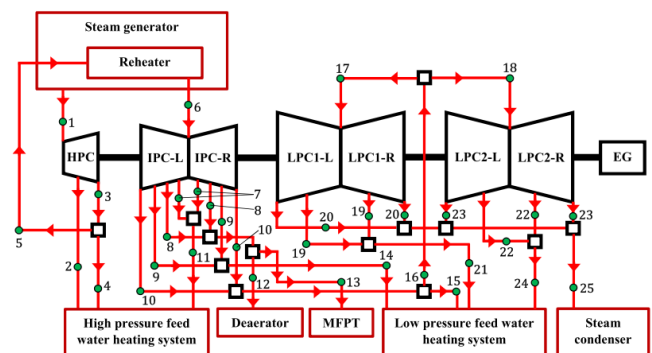 Steam generator
Reheater
17
18
6
1
HPC
IPC-L
IPC-R
LPC1-L
LPC1-R
LPC2-L
LPC2-R
EG
3
7
8
9
10
19
20
23
22
23
20
5
8
11
19
22
2
9
12
13
14
16
15
21
24
25
4
10
High pressure feed
water heating system
Deaerator
MFPT
Low pressure feed water
heating system
Steam
condenser